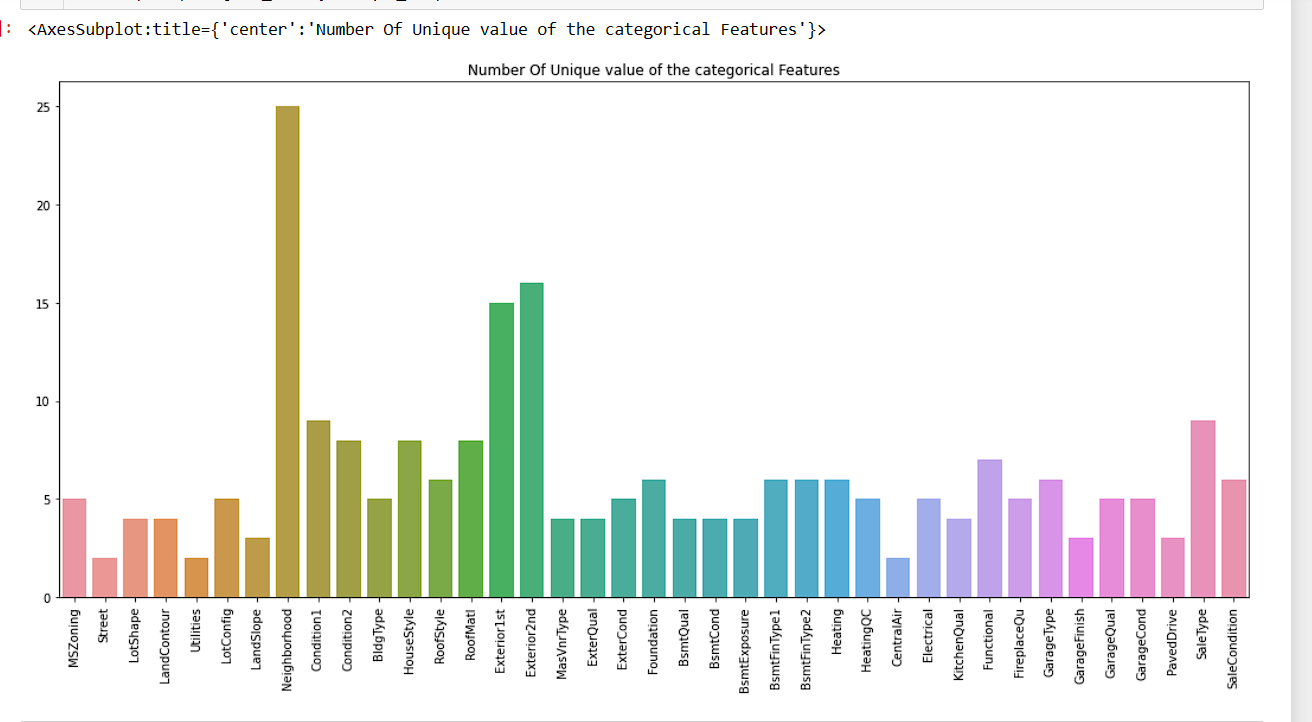 ]: <AxesSubplot:title={'center':'Number Of Unique value of the categorical Features'}>
Number Of Unique value of the categorical Features
25
20
15
10
5
0
MSZoning
Street
LotShape
LandContour
Utilities
LotConfig
LandSlope
Neighborhood
Condition1
Condition2
BldgType
HouseStyle
RoofStyle
RoofMatl
Exterior1st
Exterior2nd
MasVnrType
ExterQual
ExterCond
Foundation
BsmtQual
BsmtCond
BsmtExposure
BsmtFinType1
BsmtFinType2
Heating
HeatingQC
CentralAir
Electrical
KitchenQual
Functional
FireplaceQu
GarageType
GarageFinish
GarageQual
GarageCond
PavedDrive
SaleType
SaleCondition